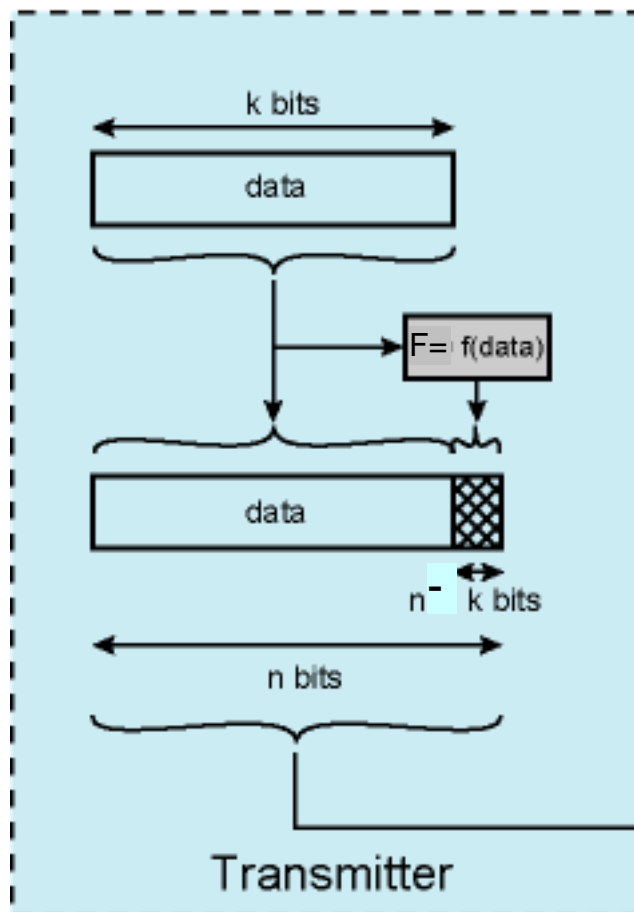 k bits
data
F= f(data)
data
n - k bits
n bits
Transmitter